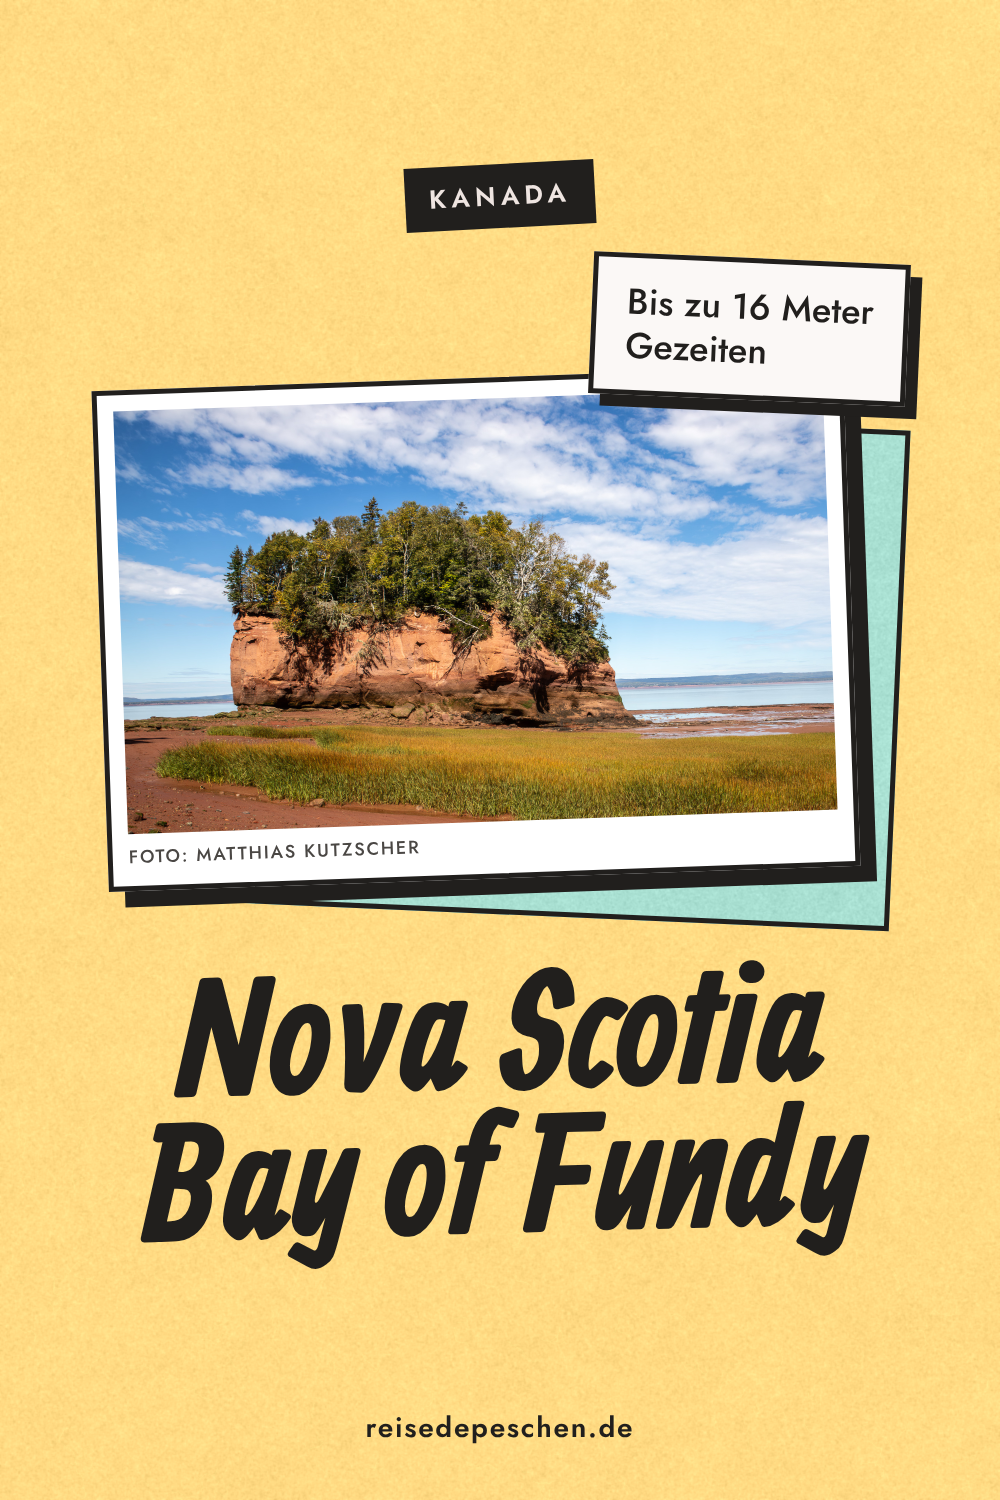 KANADA
Bis zu 16 Meter
Gezeiten
FOTO: MATTHIAS KUTZSCHER
Nova Scotia
Bay of Fundy
reisedepeschen.de